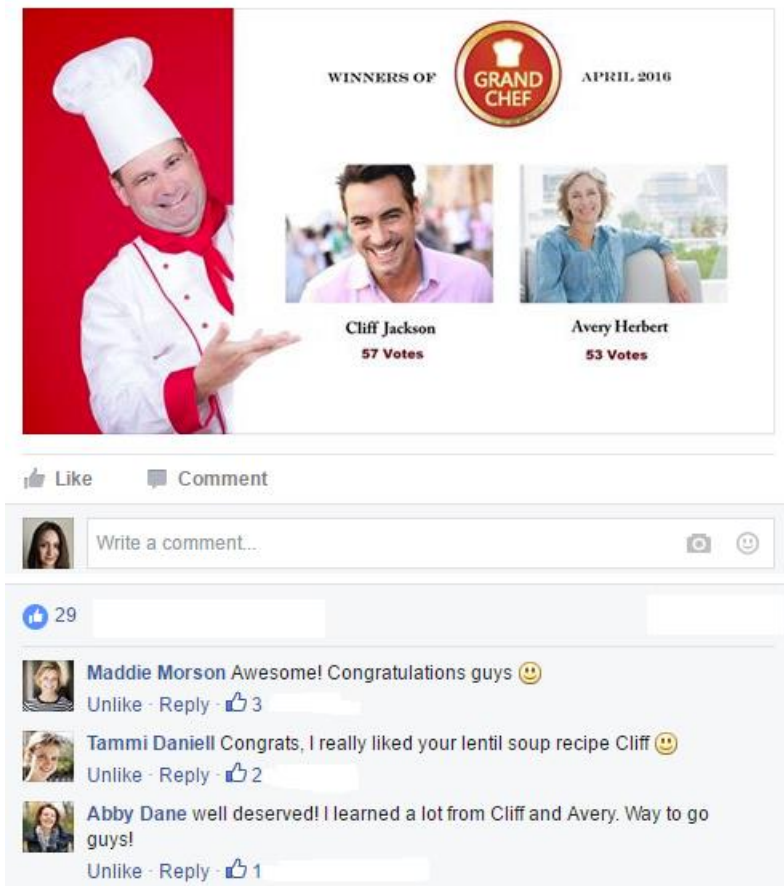 WINNERS OF
GRAND
CHEF
APRIL 2016
Cliff Jackson
57 Votes
Avery Herbert
53 Votes
Like Comment
Write a comment...
29
Maddie Morson Awesome! Congratulations guys
Unlike · Reply · 3
Tammi Daniell Congrats, I really liked your lentil soup recipe Cliff
Unlike · Reply · 2
Abby Dane well deserved! I learned a lot from Cliff and Avery. Way to go
guys!
Unlike · Reply · 1